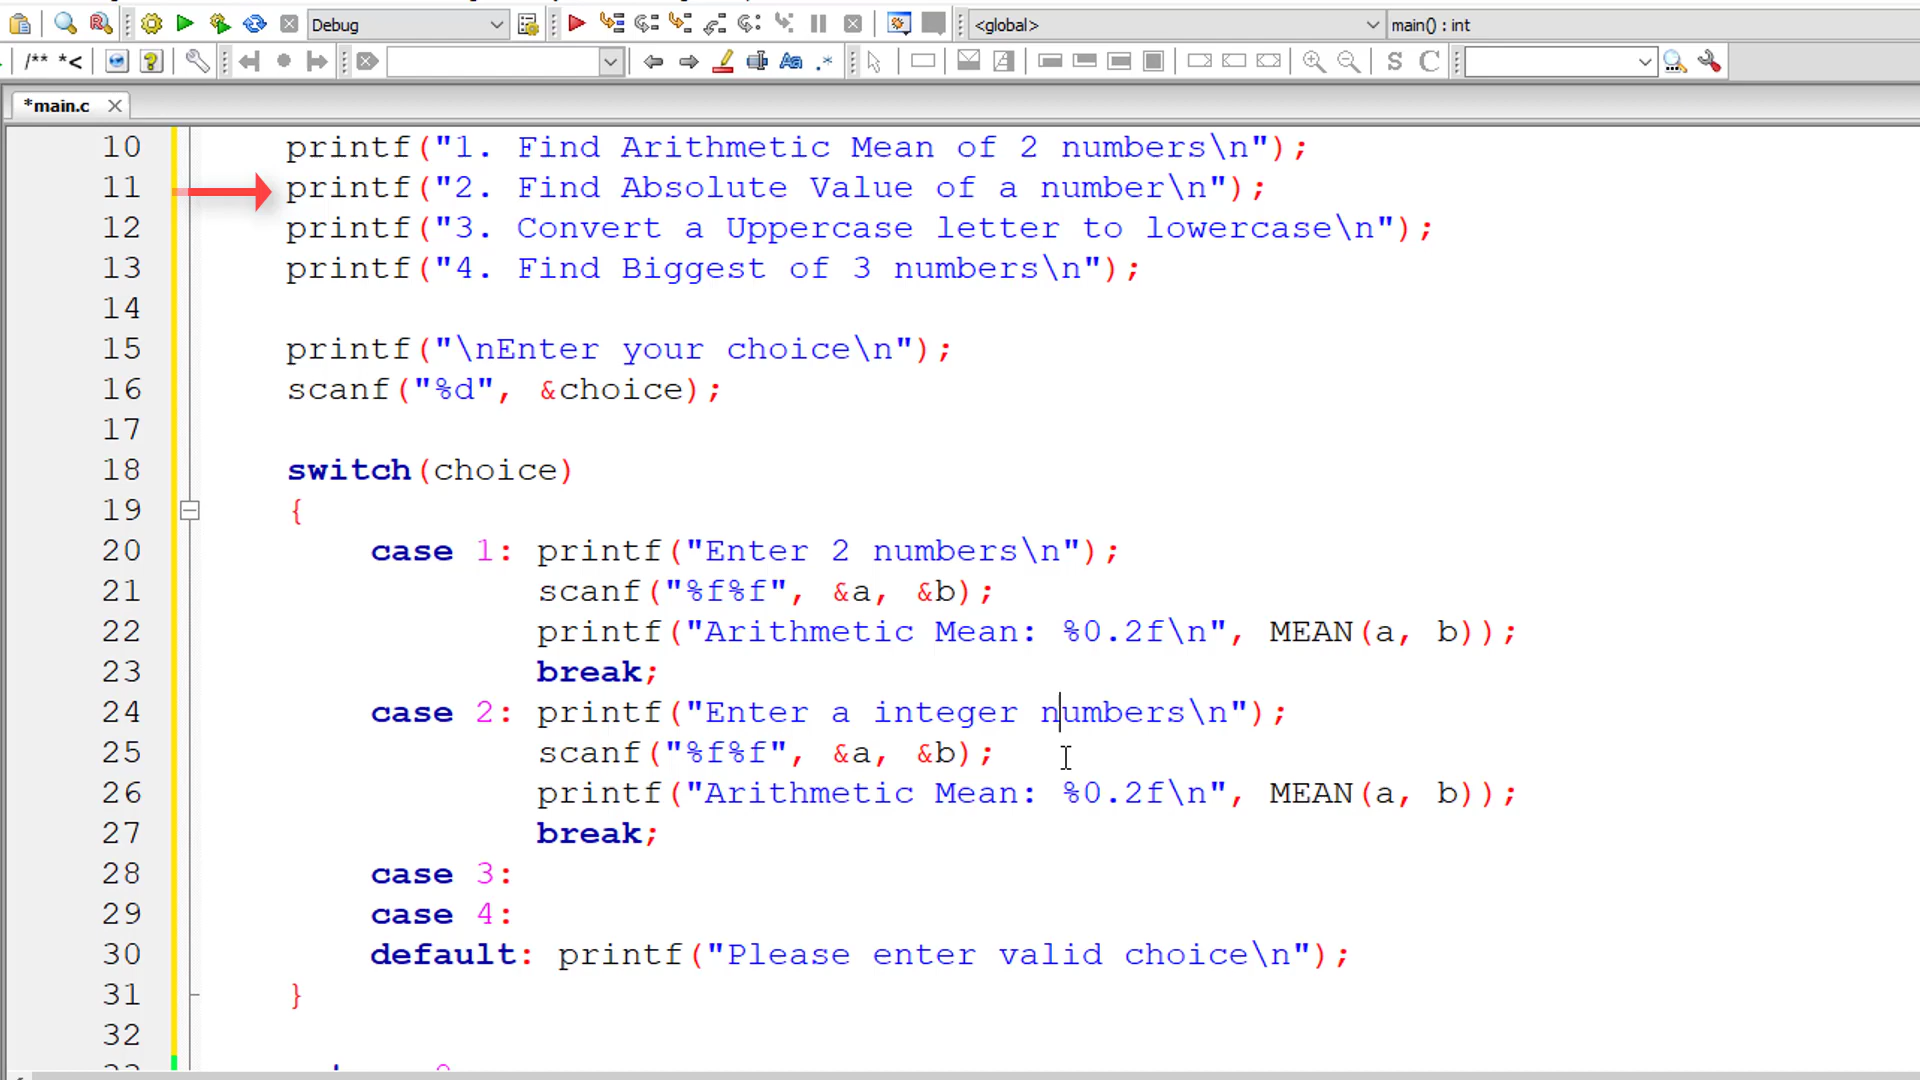 Debug
<global>
main() : int
/** *<
Aa .* S C
*main.c
10 printf("1. Find Arithmetic Mean of 2 numbers\n");
11 printf("2. Find Absolute Value of a number\n");
12 printf("3. Convert a Uppercase letter to lowercase\n");
13 printf("4. Find Biggest of 3 numbers\n");
14
15 printf("\nEnter your choice\n");
16 scanf("%d", &choice);
17
18 switch(choice)
19 {
20 case 1: printf("Enter 2 numbers\n");
21 scanf("%f%f", &a, &b);
22 printf("Arithmetic Mean: %0.2f\n", MEAN(a, b));
23 break;
24 case 2: printf("Enter a integer numbers\n");
25 scanf("%f%f", &a, &b);
26 printf("Arithmetic Mean: %0.2f\n", MEAN(a, b));
27 break;
28 case 3:
29 case 4:
30 default: printf("Please enter valid choice\n");
31 }
32